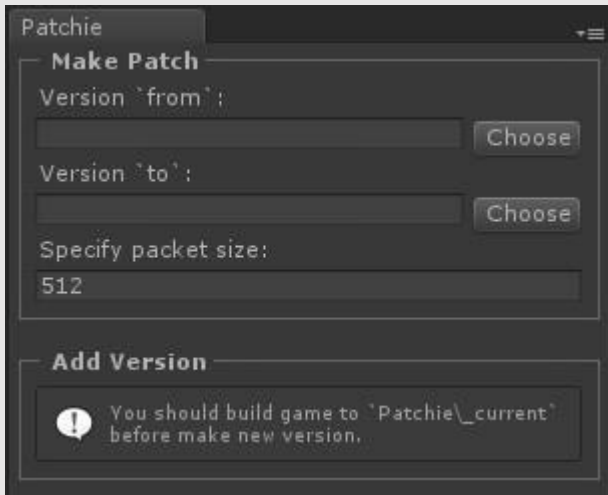 Patchie
Make Patch
Version `from`:
Choose
Version `to`:
Choose
Specify packet size:
512
Add Version
You should build game to `Patchie\_current`
before make new version.